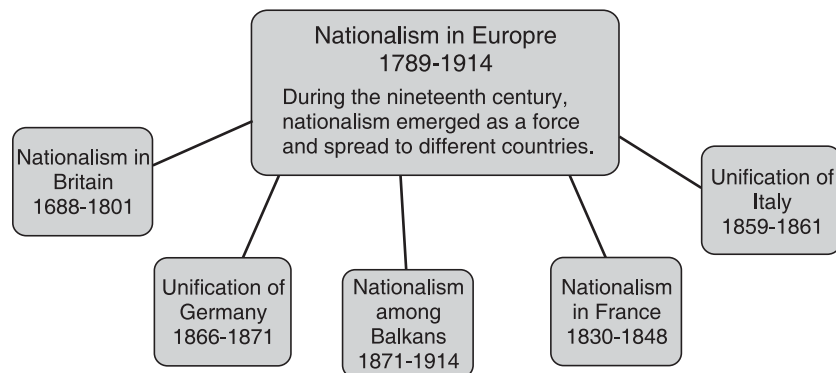 Nationalism in Europre
1789-1914
During the nineteenth century,
nationalism emerged as a force
and spread to different countries.
Nationalism in
Britain
1688-1801
Unification of
Germany
1866-1871
Nationalism
among
Balkans
1871-1914
Nationalism
in France
1830-1848
Unification of
Italy
1859-1861